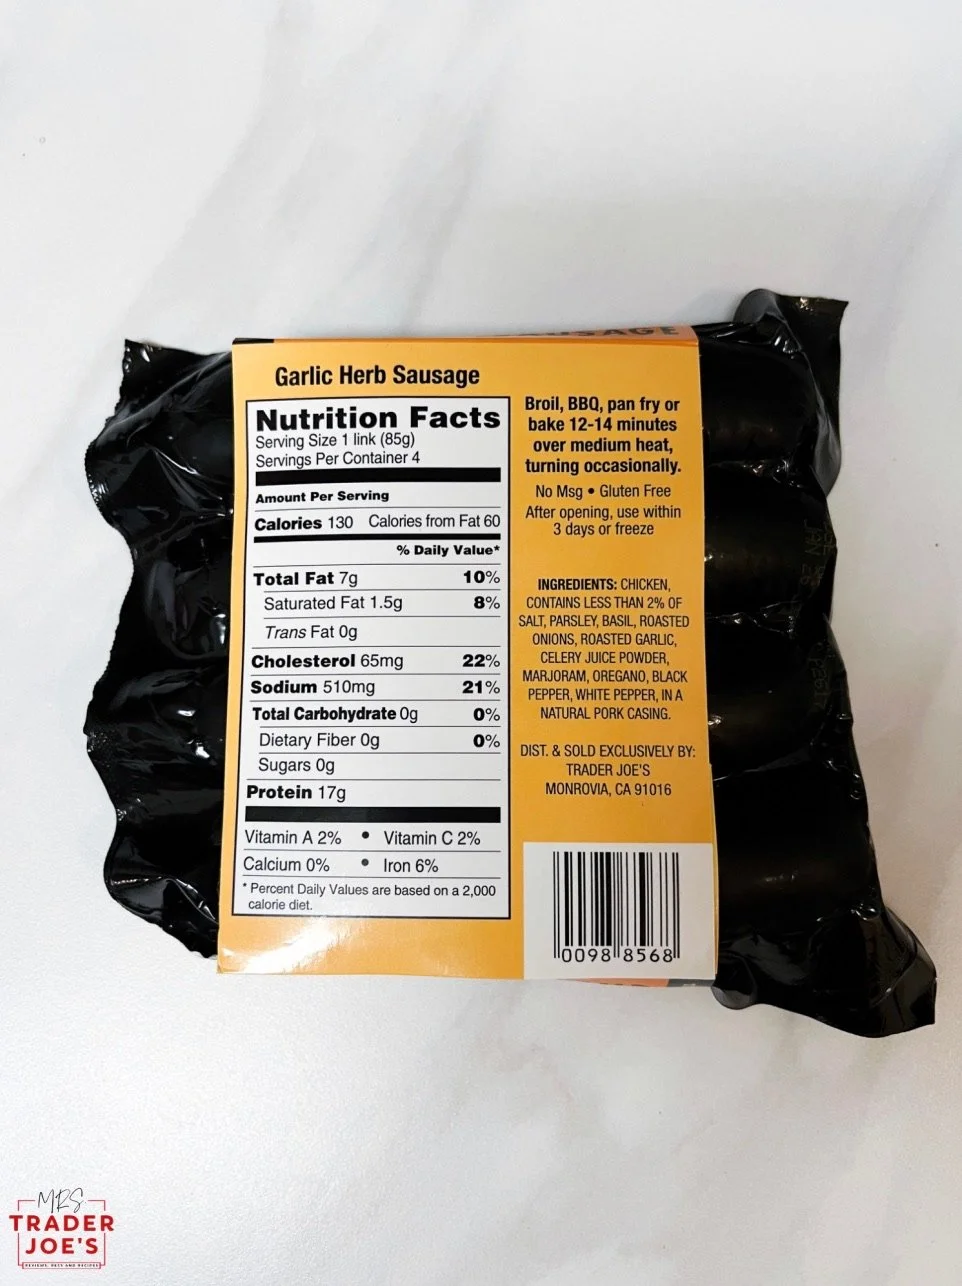 SAUSAGE
Garlic Herb Sausage
Nutrition Facts
Serving Size 1 link (85g)
Servings Per Container 4
Amount Per Serving
Calories 130 Calories from Fat 60
% Daily Value*
Total Fat 7g 10%
Saturated Fat 1.5g 8%
Trans Fat 0g
Cholesterol 65mg 22%
Sodium 510mg 21%
Total Carbohydrate 0g 0%
Dietary Fiber 0g 0%
Sugars 0g
Protein 17g
Vitamin A 2% • Vitamin C 2%
Calcium 0% • Iron 6%
* Percent Daily Values are based on a 2,000
calorie diet.
Broil, BBQ, pan fry or
bake 12-14 minutes
over medium heat,
turning occasionally.
No Msg • Gluten Free
After opening, use within
3 days or freeze
INGREDIENTS: CHICKEN,
CONTAINS LESS THAN 2% OF
SALT, PARSLEY, BASIL, ROASTED
ONIONS, ROASTED GARLIC,
CELERY JUICE POWDER,
MARJORAM, OREGANO, BLACK
PEPPER, WHITE PEPPER, IN A
NATURAL PORK CASING.
DIST. & SOLD EXCLUSIVELY BY:
TRADER JOE'S
MONROVIA, CA 91016
0098 8568
MRS.
TRADER
JOE'S
REVIEWS, PETS AND RECIPES